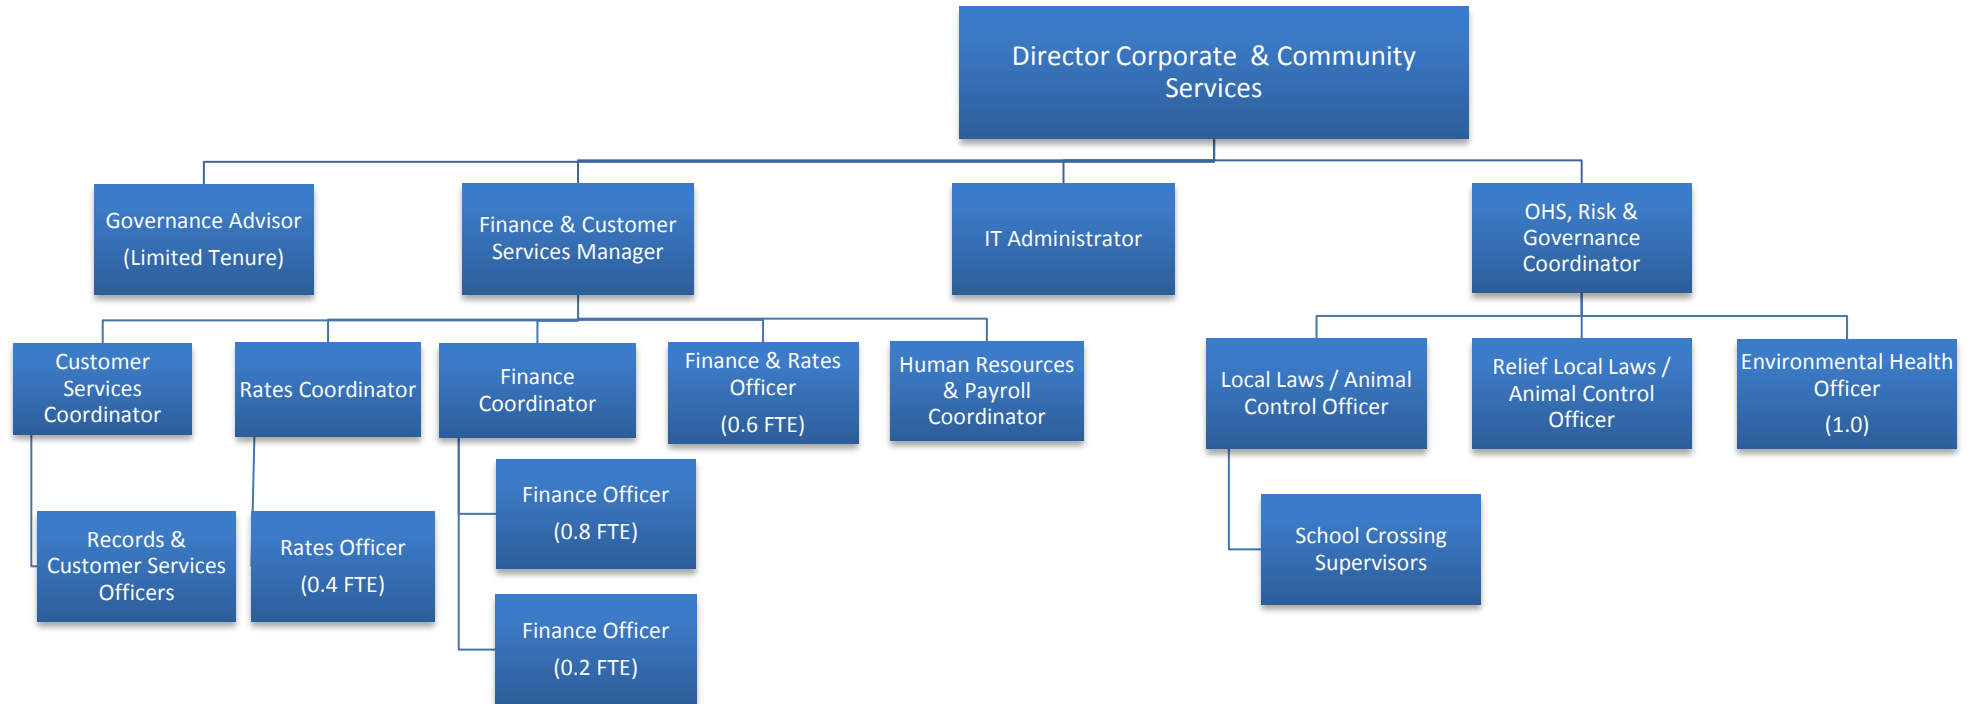 Director Corporate & Community
Services
Governance Advisor
(Limited Tenure)
Finance & Customer
Services Manager
IT Administrator
OHS, Risk &
Governance
Coordinator
Customer
Services
Coordinator
Rates Coordinator
Finance
Coordinator
Finance & Rates
Officer
(0.6 FTE)
Human Resources
& Payroll
Coordinator
Local Laws / Animal
Control Officer
Relief Local Laws /
Animal Control
Officer
Environmental Health
Officer
(1.0)
Records &
Customer Services
Officers
Rates Officer
(0.4 FTE)
Finance Officer
(0.8 FTE)
Finance Officer
(0.2 FTE)
School Crossing
Supervisors